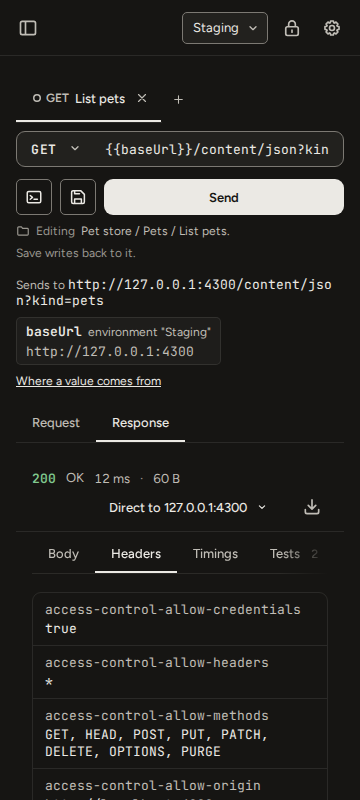 Staging
GET List pets
GET {{baseUrl}}/content/json?kin
Send
Editing Pet store / Pets / List pets.
Save writes back to it.
Sends to http://127.0.0.1:4300/content/jso
n?kind=pets
baseUrl environment "Staging"
http://127.0.0.1:4300
Where a value comes from
Request Response
200 OK 12 ms · 60 B
Direct to 127.0.0.1:4300
Body Headers Timings Tests 2
access-control-allow-credentials
true
access-control-allow-headers
*
access-control-allow-methods
GET, HEAD, POST, PUT, PATCH,
DELETE, OPTIONS, PURGE
access-control-allow-origin